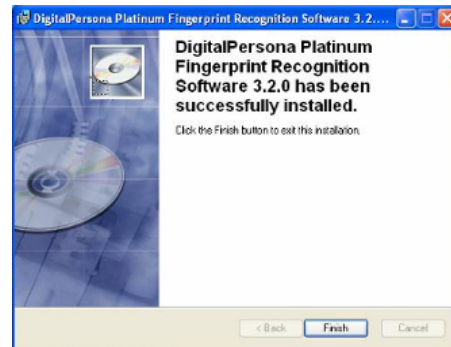 DigitalPersona Platinum Fingerprint Recognition Software 3.2....
DigitalPersona Platinum
Fingerprint Recognition
Software 3.2.0 has been
successfully installed.
Click the Finish button to exit this installation.
< Back
Finish
Cancel